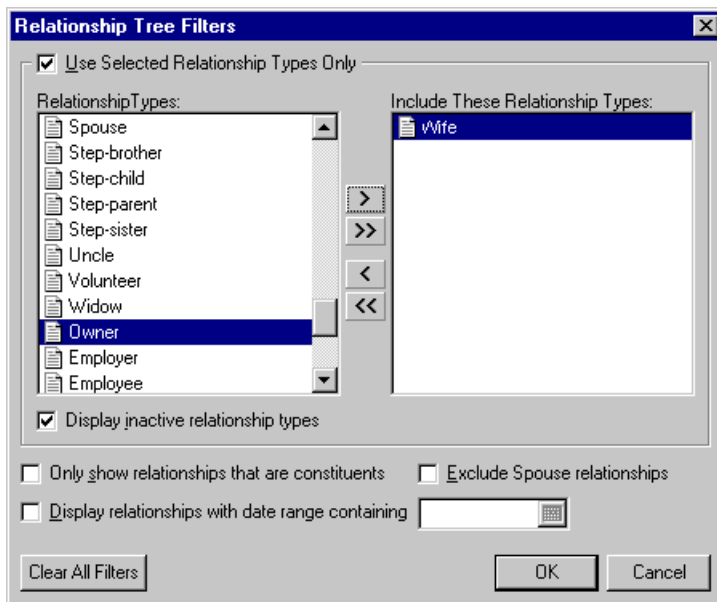 Relationship Tree Filters
Use Selected Relationship Types Only
RelationshipTypes:
Include These Relationship Types:
Spouse
Step-brother
Step-child
Step-parent
Step-sister
Uncle
Volunteer
Widow
Owner
Employer
Employee
>
>>
<
<<
Wife
Display inactive relationship types
Only show relationships that are constituents
Exclude Spouse relationships
Display relationships with date range containing
Clear All Filters
OK
Cancel